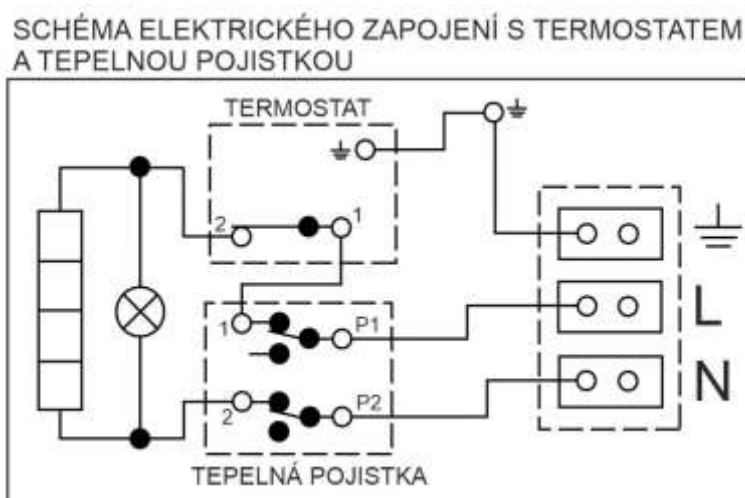 SCHÉMA ELEKTRICKÉHO ZAPOJENÍ S TERMOSTATEM
A TEPELNOU POJISTKOU
TERMOSTAT
2
1
1
P1
L
2
P2
N
TEPELNÁ POJISTKA